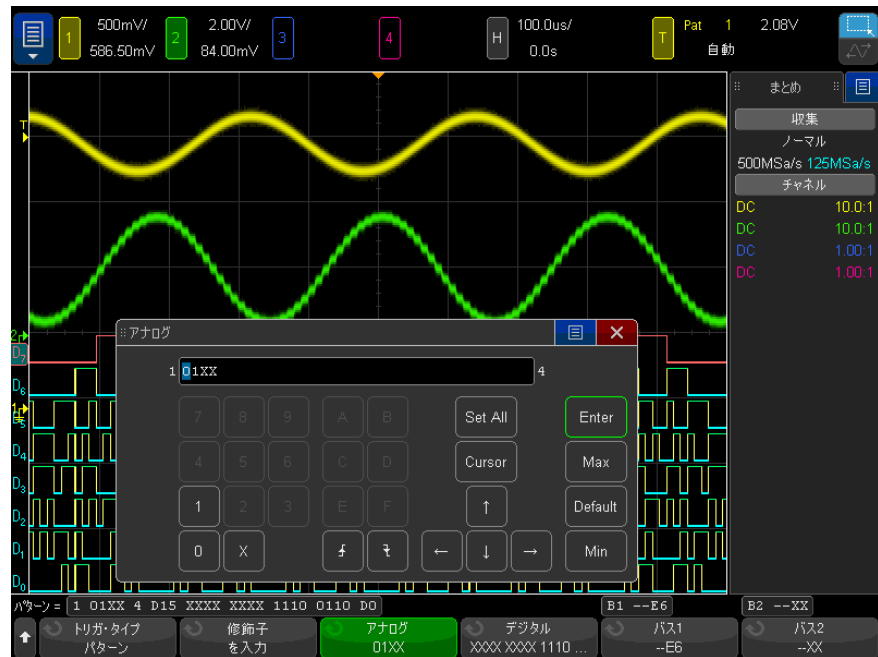 500mV/ 2.00V/ 100.0us/ Pat 1 2.08V
1 2 3 4 H T
586.50mV 84.00mV/ 0.0s 自動
まとめ
収集
ノーマル
500MSa/s 125MSa/s
チャネル
DC 10.0:1
DC 10.0:1
DC 1.00:1
DC 1.00:1
T
2
D7
D6
D4
D3
D2
D1
D0
アナログ
1 01XX 4
7 8 9 A B Set All Enter
4 5 6 C D Cursor Max
1 2 3 E F ↑ Default
0 X ← ↓ → Min
パターン = 1 01XX 4 D15 XXXX XXXX 1110 0110 D0 B1 --E6 B2 --XX
トリガ・タイプ 修飾子 アナログ デジタル バス1 バス2
パターン を入力 01XX XXXX XXXX 1110 ... --E6 --XX